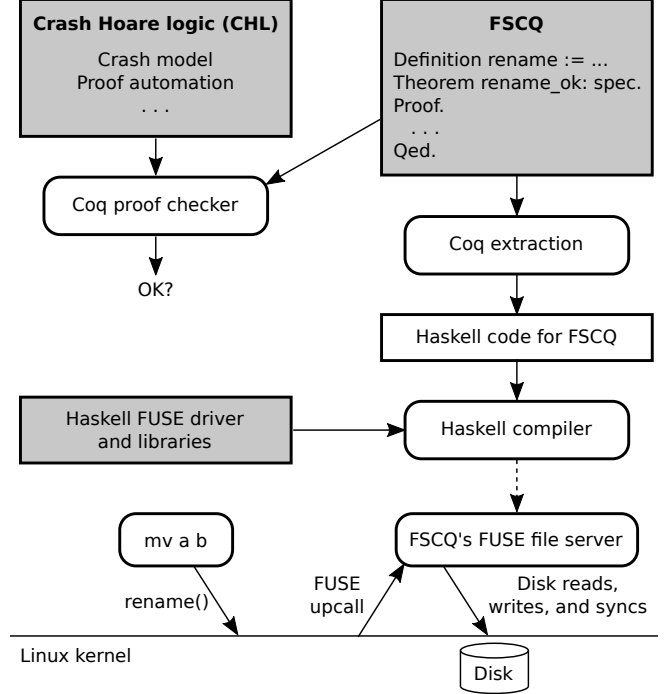 Crash Hoare logic (CHL)
Crash model
Proof automation
. . .
FSCQ
Definition rename := ...
Theorem rename_ok: spec.
Proof.
. . .
Qed.
Coq proof checker
OK?
Coq extraction
Haskell code for FSCQ
Haskell FUSE driver
and libraries
Haskell compiler
mv a b
FSCQ's FUSE file server
rename()
FUSE
upcall
Disk reads,
writes, and syncs
Linux kernel
Disk